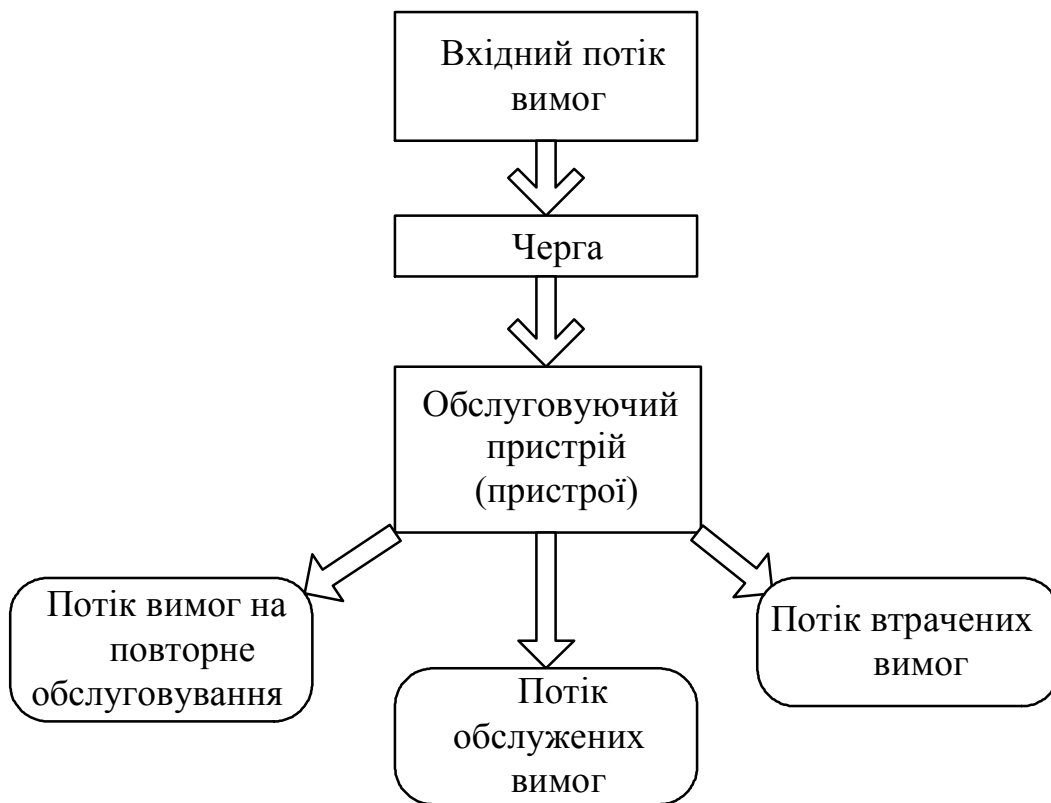 Вхідний потік
вимог
Черга
Обслуговуючий
пристрій
(пристрої)
Потік вимог на
повторне
обслуговування
Потік
обслужених
вимог
Потік втрачених
вимог